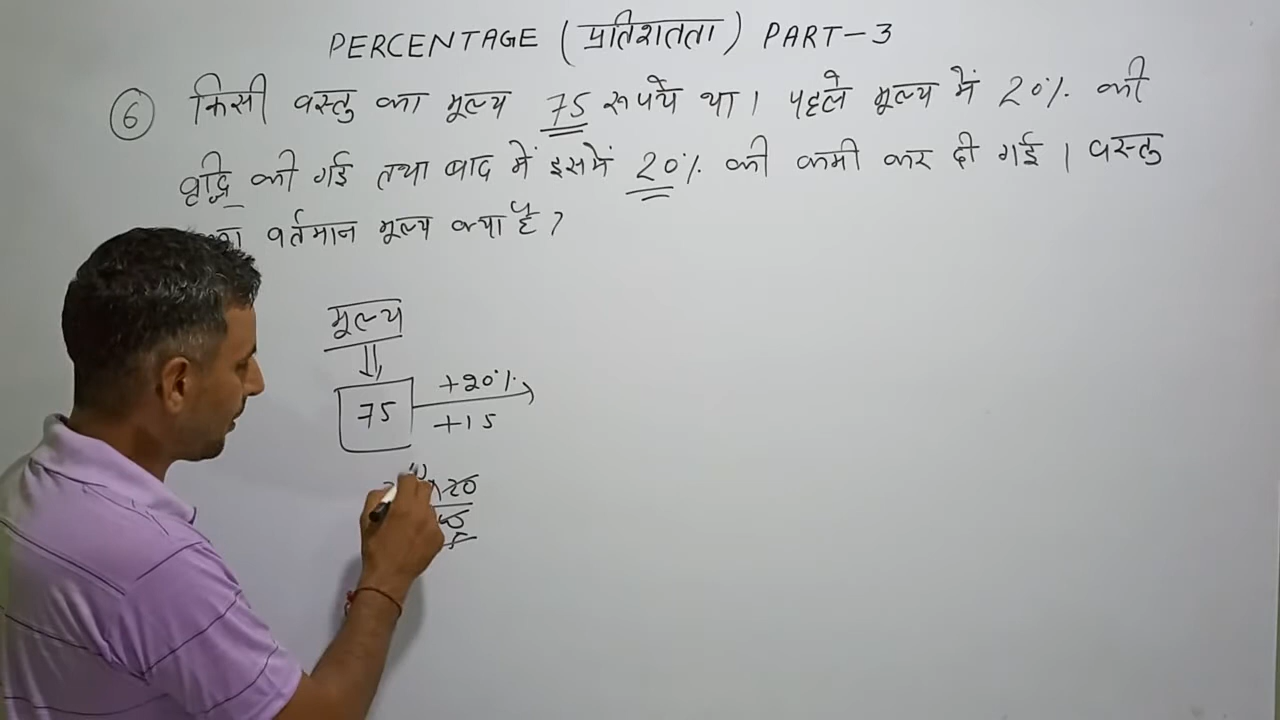 PERCENTAGE (प्रतिशतता) PART-3
⑥ किसी वस्तु का मूल्य 75 रूपये था। पहले मूल्य में 20% की
वृद्धि की गई तथा बाद में इसमें 20% की कमी कर दी गई। वस्तु
वर्तमान मूल्य क्या है?
मूल्य
⇓
75 +20%
+15
×20